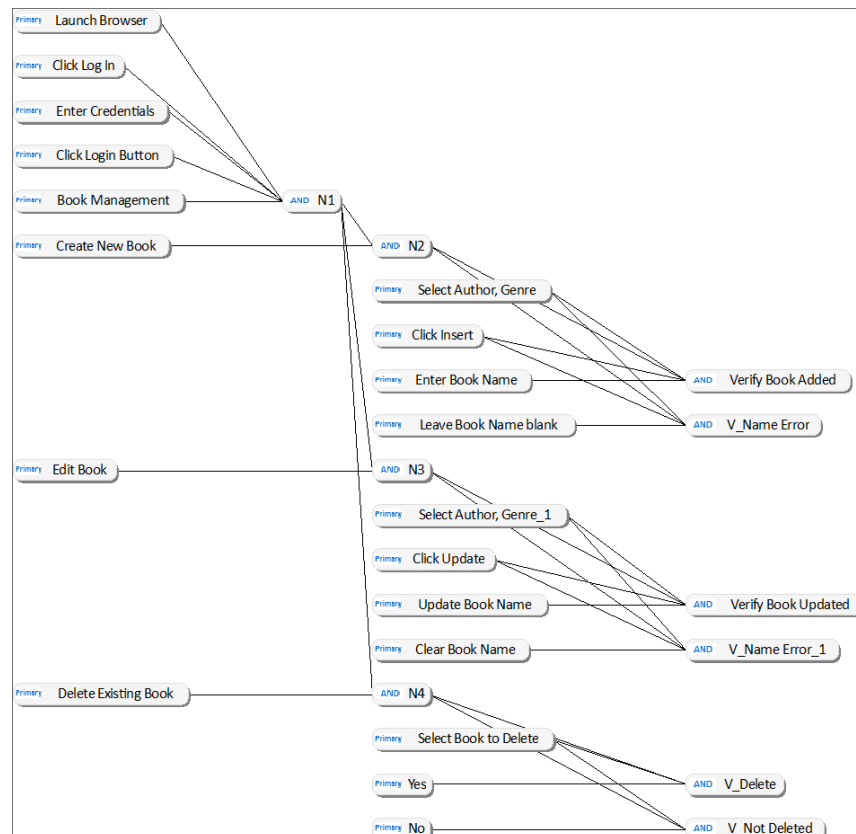 Primary Launch Browser
Primary Click Log In
Primary Enter Credentials
Primary Click Login Button
Primary Book Management AND N1
Primary Create New Book AND N2
Primary Select Author, Genre
Primary Click Insert
Primary Enter Book Name AND Verify Book Added
Primary Leave Book Name blank AND V_Name Error
Primary Edit Book AND N3
Primary Select Author, Genre_1
Primary Click Update
Primary Update Book Name AND Verify Book Updated
Primary Clear Book Name AND V_Name Error_1
Primary Delete Existing Book AND N4
Primary Select Book to Delete
Primary Yes AND V_Delete
Primary No AND V_Not Deleted